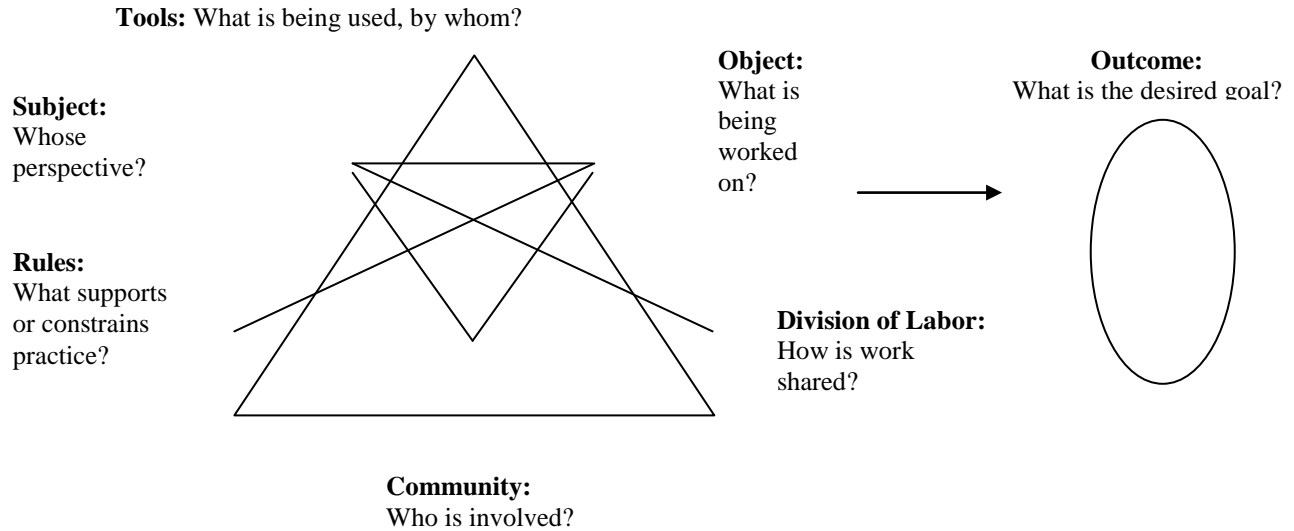 Tools: What is being used, by whom?
Subject:
Whose
perspective?
Object:
What is
being
worked
on?
Outcome:
What is the desired goal?
Rules:
What supports
or constrains
practice?
Division of Labor:
How is work
shared?
Community:
Who is involved?